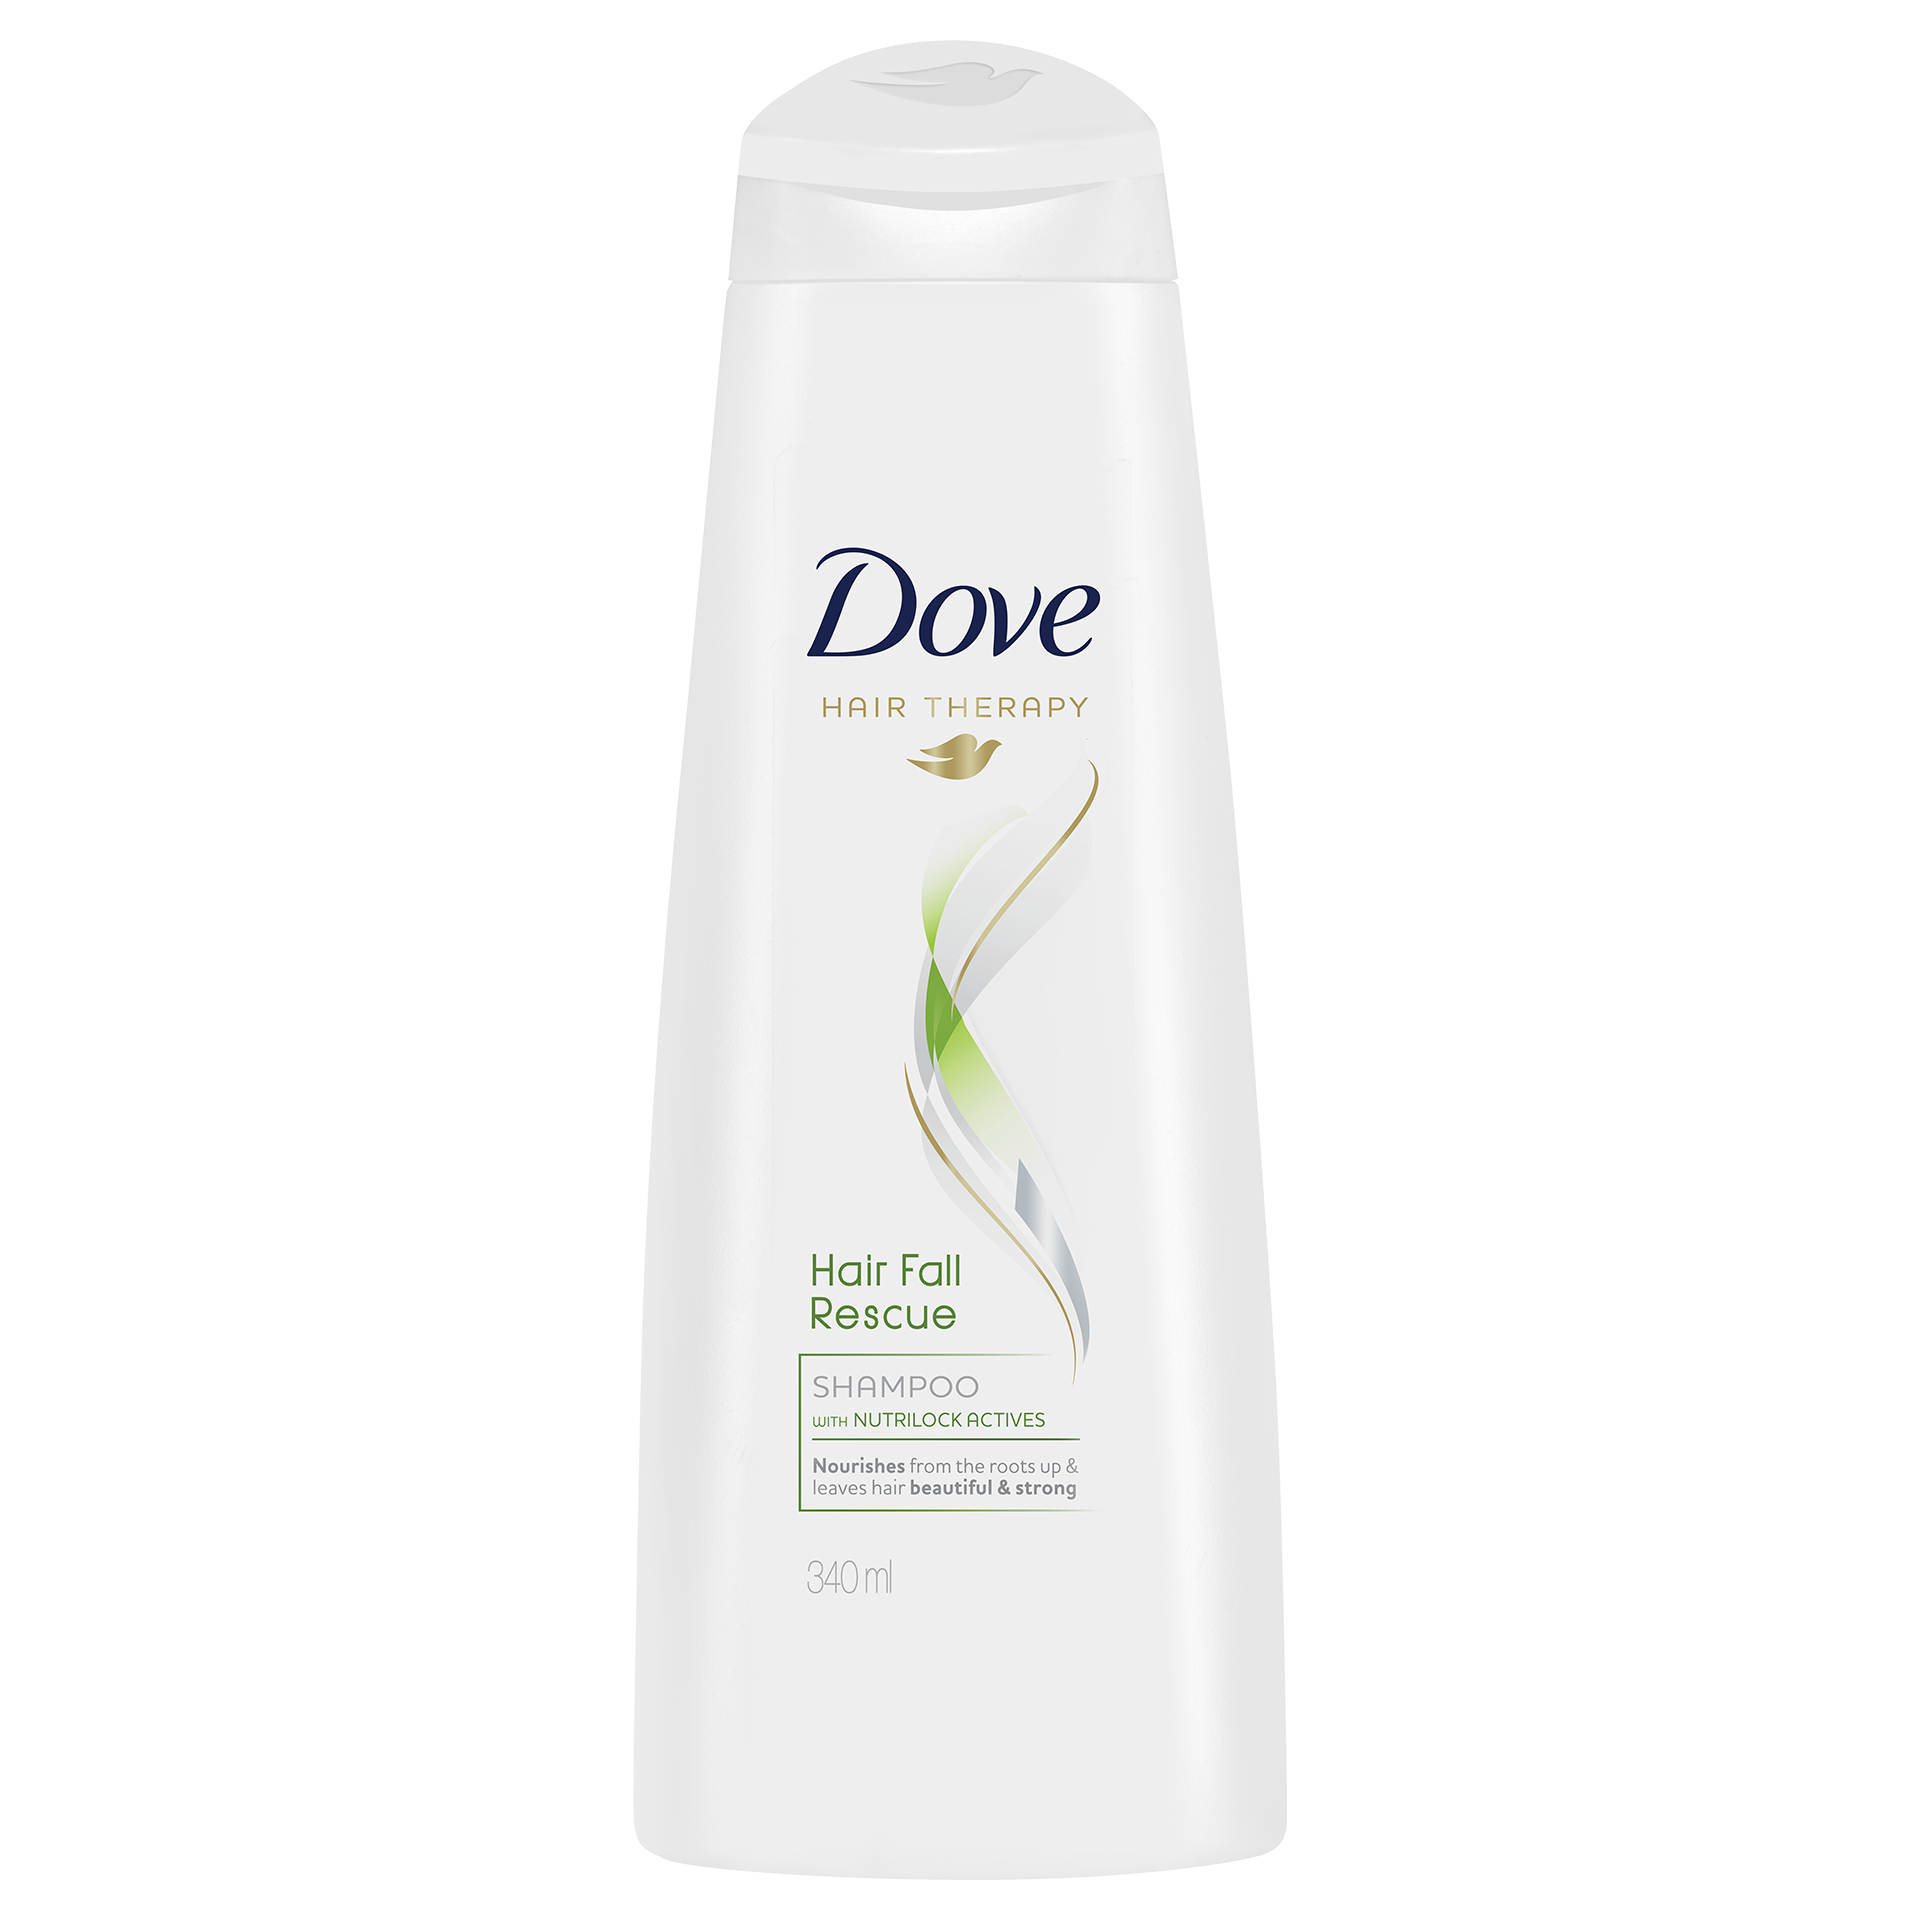 Dove
HAIR THERAPY
Hair Fall
Rescue
SHAMPOO
WITH NUTRILOCK ACTIVES
Nourishes from the roots up &
leaves hair beautiful & strong
340 ml